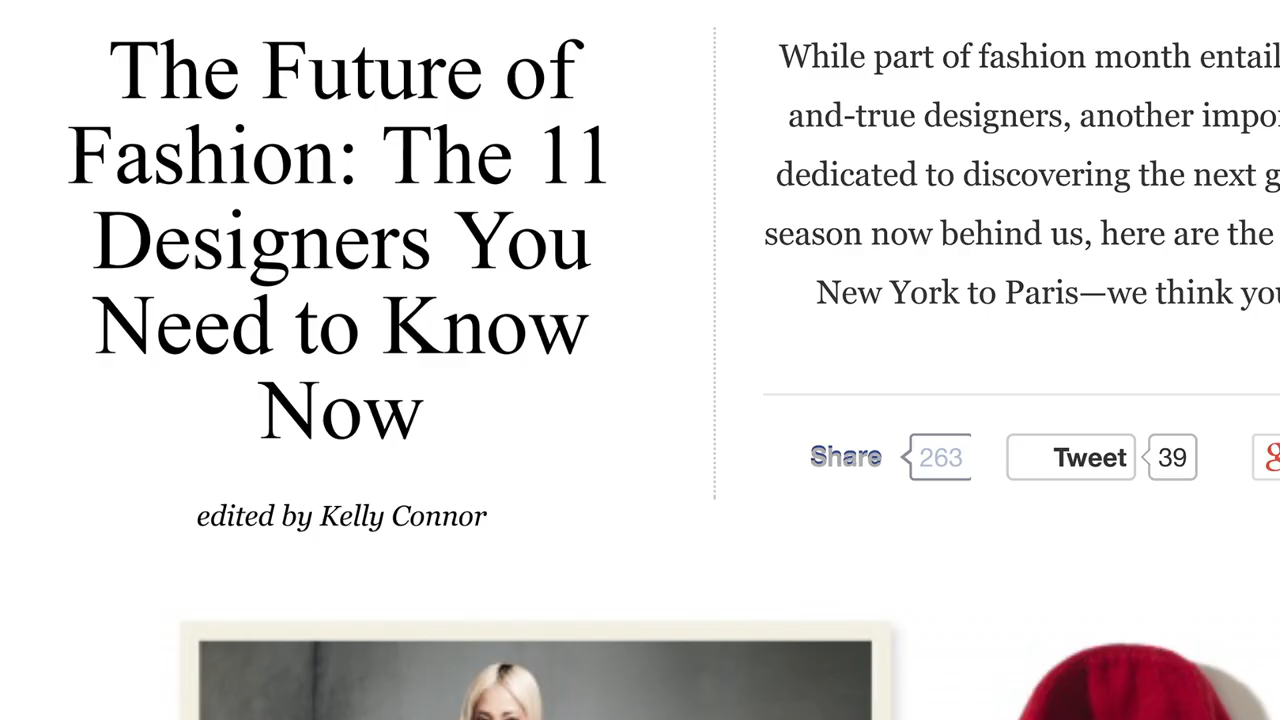 The Future of
Fashion: The 11
Designers You
Need to Know
Now
edited by Kelly Connor
While part of fashion month entail
and-true designers, another impo
dedicated to discovering the next g
season now behind us, here are the
New York to Paris—we think you
Share 263 Tweet 39 g